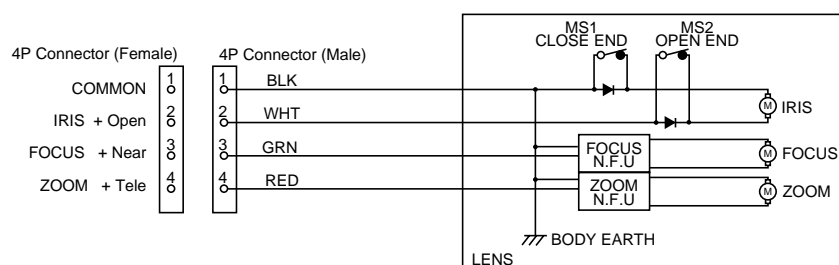 MS1
CLOSE END
MS2
OPEN END
4P Connector (Female)
4P Connector (Male)
COMMON 1
1 BLK
IRIS + Open 2
2 WHT
FOCUS + Near 3
3 GRN
ZOOM + Tele 4
4 RED
M IRIS
FOCUS
N.F.U
M FOCUS
ZOOM
N.F.U
M ZOOM
BODY EARTH
LENS